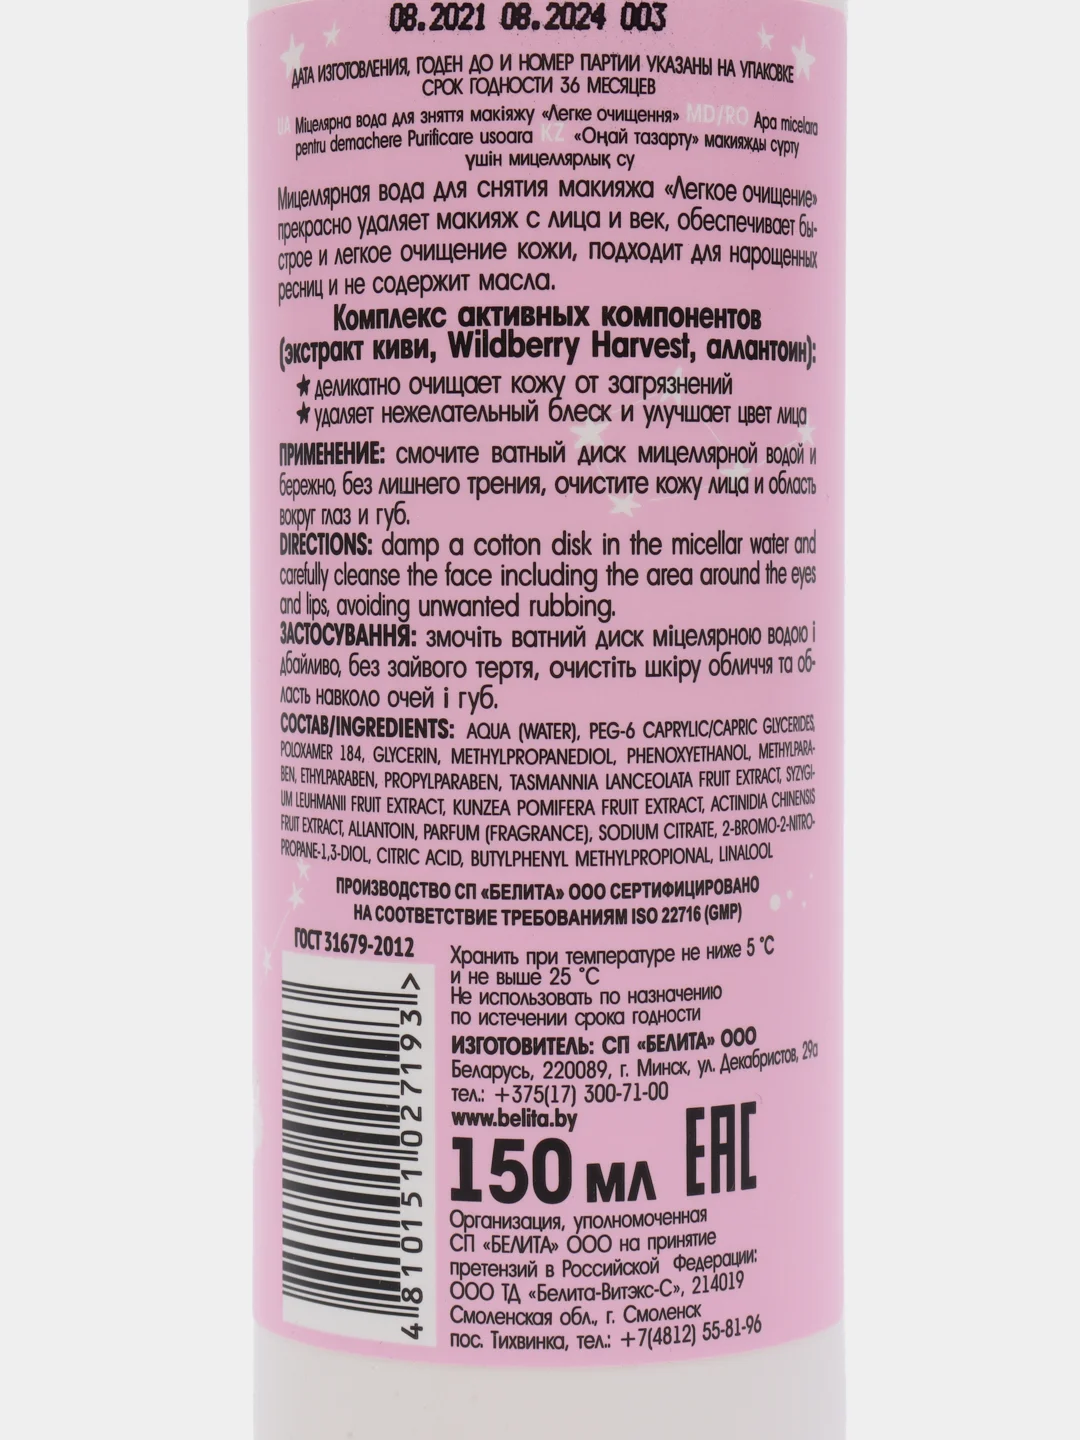 08.2021 08.2024 003
ДАТА ИЗГОТОВЛЕНИЯ, ГОДЕН ДО И НОМЕР ПАРТИИ УКАЗАНЫ НА УПАКОВКЕ
СРОК ГОДНОСТИ 36 МЕСЯЦЕВ
UA Міцелярна вода для зняття макіяжу «Легке очищення» MD/RO Apa micelara
pentru demachere Purificare usoara KZ «Оңай тазарту» макияжды сүрту
үшін мицеллярлық су
Мицеллярная вода для снятия макияжа «Легкое очищение»
прекрасно удаляет макияж с лица и век, обеспечивает бы-
строе и легкое очищение кожи, подходит для нарощенных
ресниц и не содержит масла.
Комплекс активных компонентов
(экстракт киви, Wildberry Harvest, аллантоин):
★ деликатно очищает кожу от загрязнений
★ удаляет нежелательный блеск и улучшает цвет лица
ПРИМЕНЕНИЕ: смочите ватный диск мицеллярной водой и
бережно, без лишнего трения, очистите кожу лица и область
вокруг глаз и губ.
DIRECTIONS: damp a cotton disk in the micellar water and
carefully cleanse the face including the area around the eyes
and lips, avoiding unwanted rubbing.
ЗАСТОСУВАННЯ: змочіть ватний диск міцелярною водою і
дбайливо, без зайвого тертя, очистіть шкіру обличчя та об-
ласть навколо очей і губ.
СОСТАВ/INGREDIENTS: AQUA (WATER), PEG-6 CAPRYLIC/CAPRIC GLYCERIDES,
POLOXAMER 184, GLYCERIN, METHYLPROPANEDIOL, PHENOXYETHANOL, METHYLPARA-
BEN, ETHYLPARABEN, PROPYLPARABEN, TASMANNIA LANCEOLATA FRUIT EXTRACT, SYZYGI-
UM LEUHMANII FRUIT EXTRACT, KUNZEA POMIFERA FRUIT EXTRACT, ACTINIDIA CHINENSIS
FRUIT EXTRACT, ALLANTOIN, PARFUM (FRAGRANCE), SODIUM CITRATE, 2-BROMO-2-NITRO-
PROPANE-1,3-DIOL, CITRIC ACID, BUTYLPHENYL METHYLPROPIONAL, LINALOOL
ПРОИЗВОДСТВО СП «БЕЛИТА» ООО СЕРТИФИЦИРОВАНО
НА СООТВЕТСТВИЕ ТРЕБОВАНИЯМ ISO 22716 (GMP)
ГОСТ 31679-2012
4 810151 027193 >
Хранить при температуре не ниже 5 °C
и не выше 25 °C
Не использовать по назначению
по истечении срока годности
ИЗГОТОВИТЕЛЬ: СП «БЕЛИТА» ООО
Беларусь, 220089, г. Минск, ул. Декабристов, 29а
тел.: +375(17) 300-71-00
www.belita.by
150 мл EAC
Организация, уполномоченная
СП «БЕЛИТА» ООО на принятие
претензий в Российской Федерации:
ООО ТД «Белита-Витэкс-С», 214019
Смоленская обл., г. Смоленск
пос. Тихвинка, тел.: +7(4812) 55-81-96